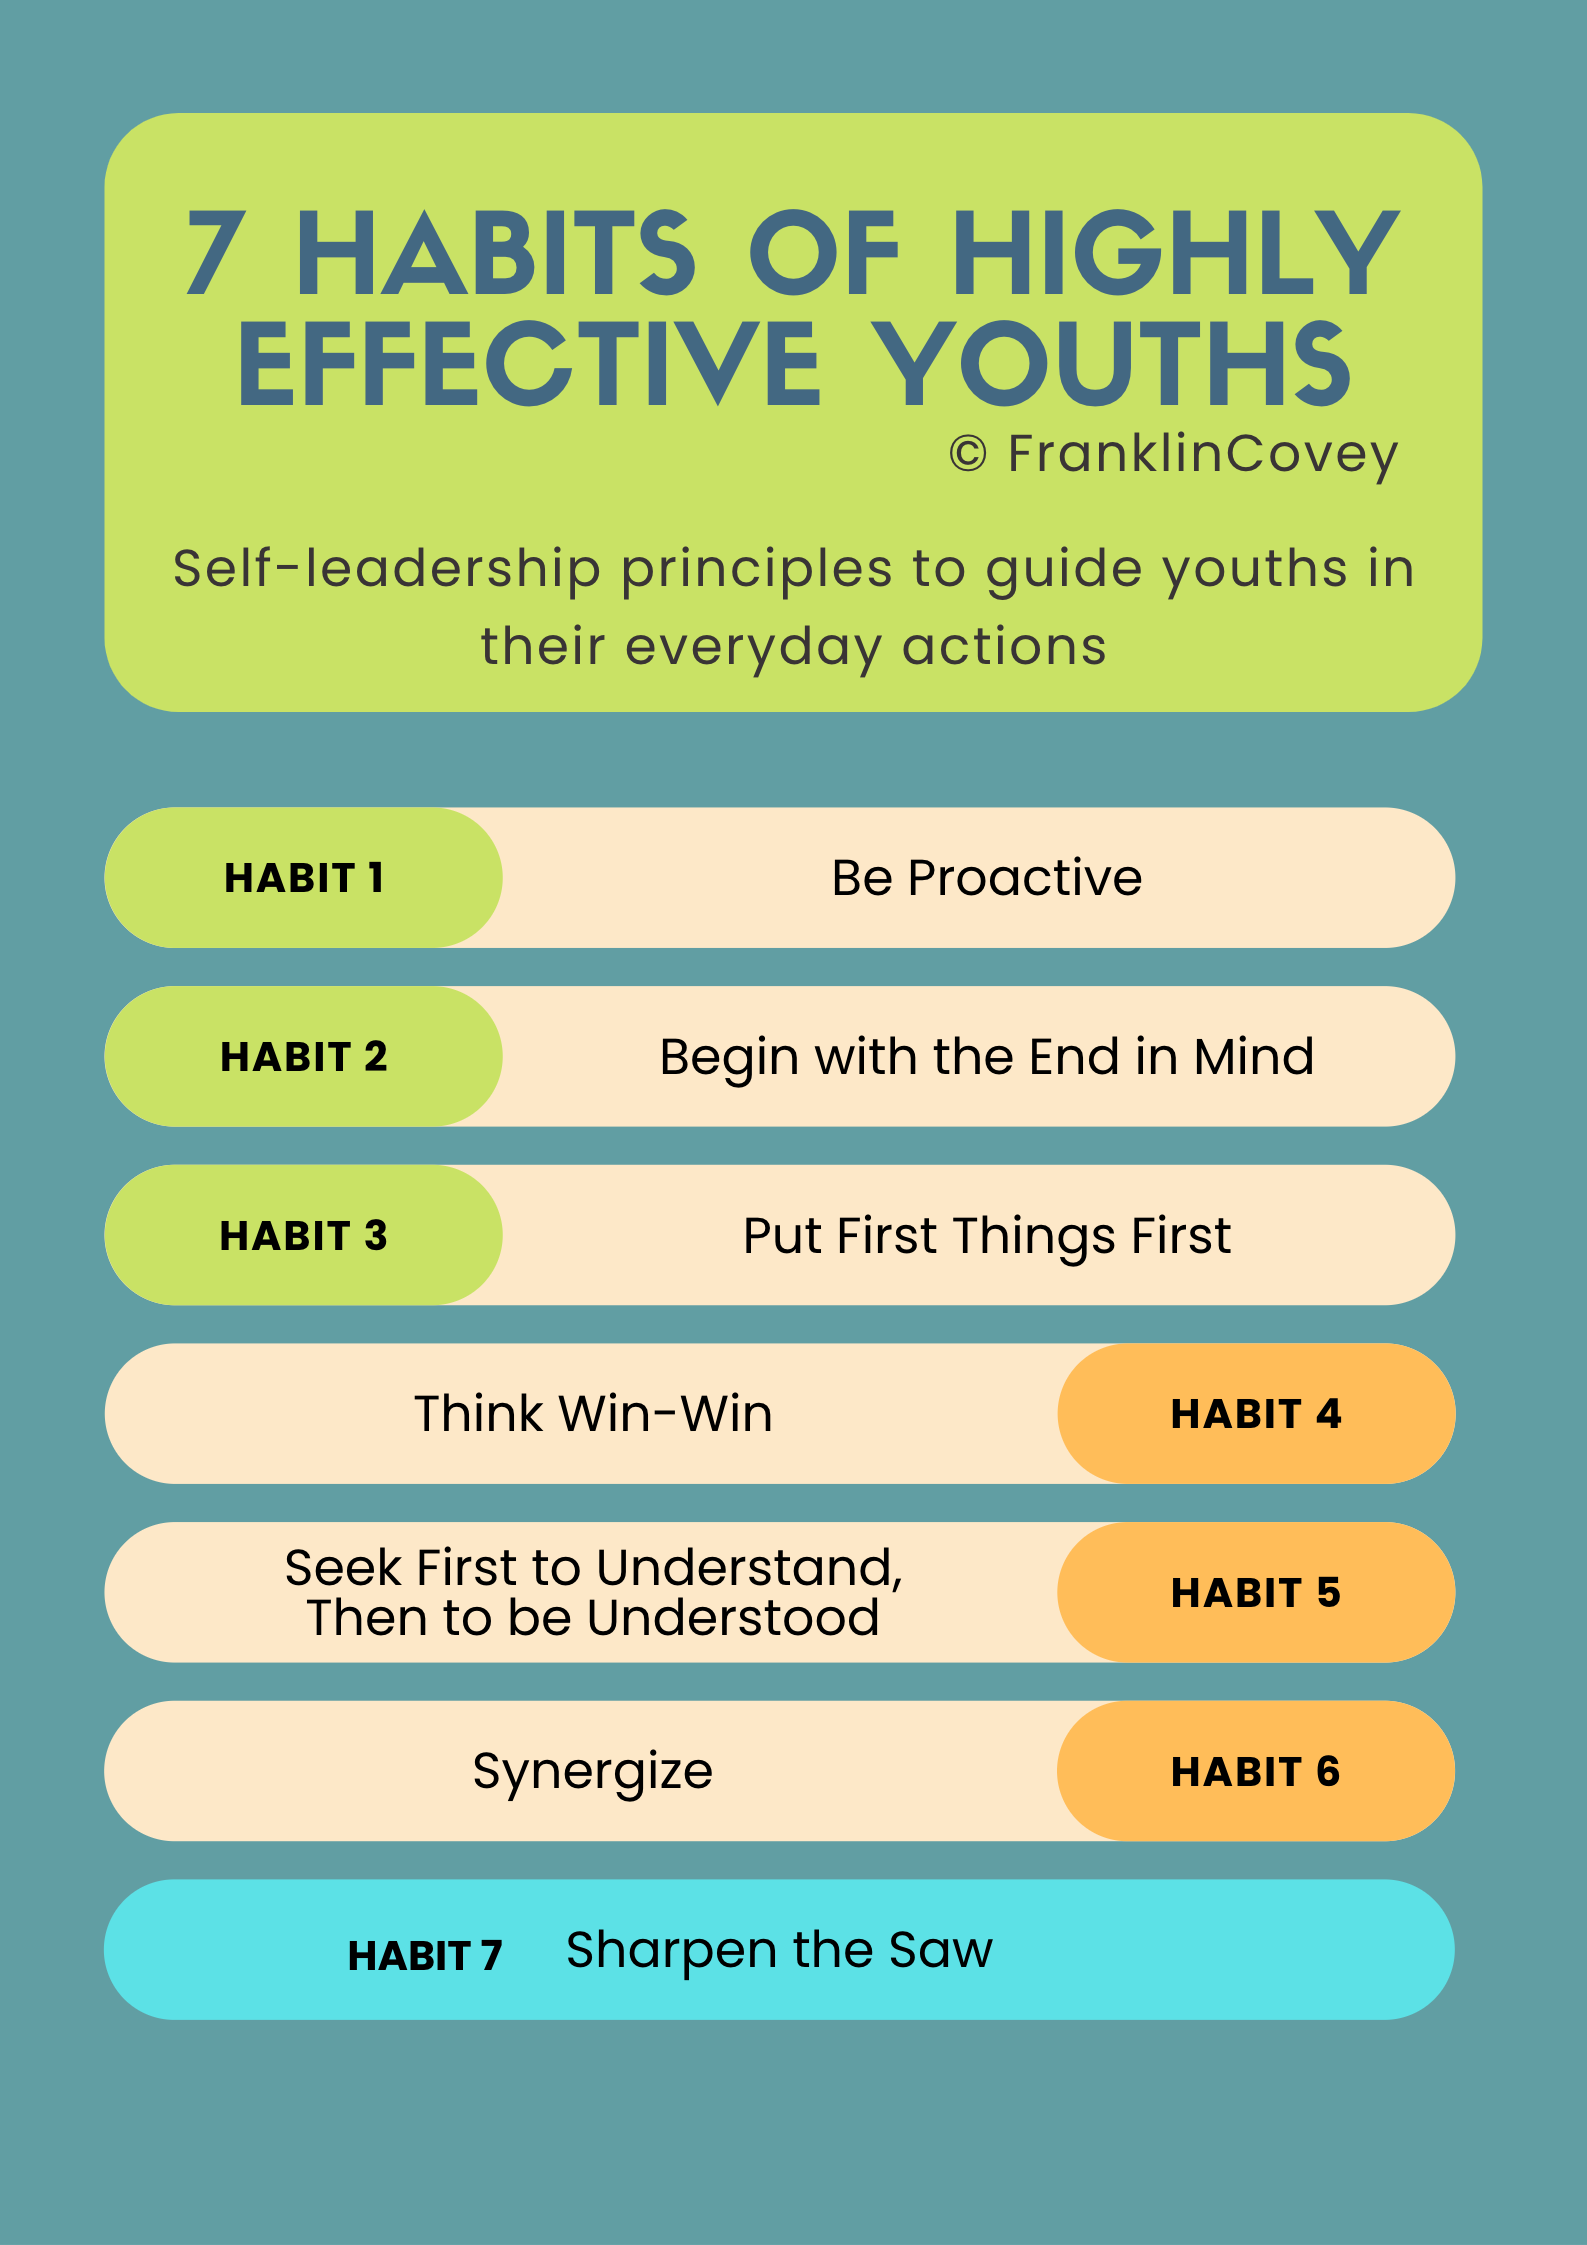 7 HABITS OF HIGHLY
EFFECTIVE YOUTHS
© FranklinCovey
Self-leadership principles to guide youths in
their everyday actions
HABIT 1 Be Proactive
HABIT 2 Begin with the End in Mind
HABIT 3 Put First Things First
Think Win-Win HABIT 4
Seek First to Understand,
Then to be Understood
HABIT 5
Synergize HABIT 6
HABIT 7 Sharpen the Saw